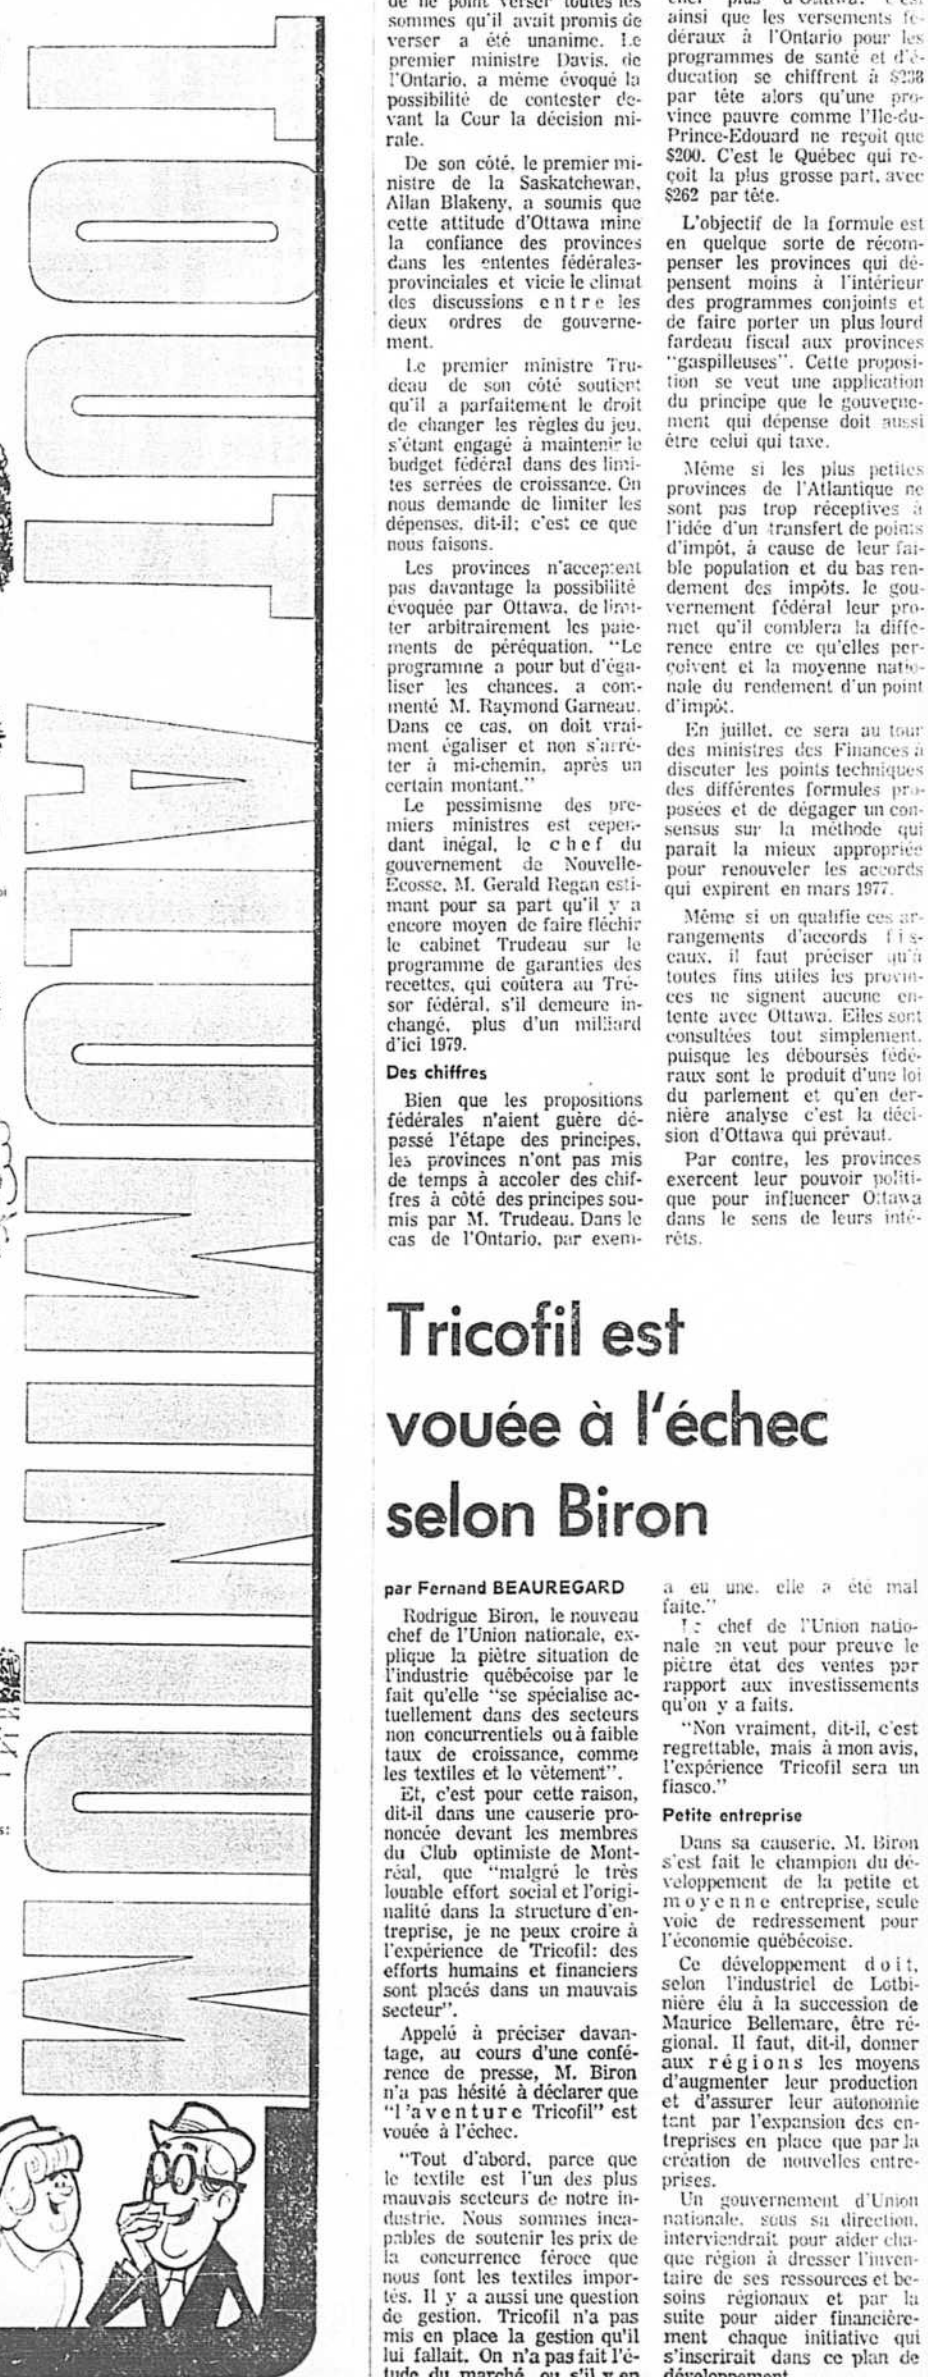 TOUT ALUMINIUM
de ne point verser toutes les
sommes qu'il avait promis de
verser a été unanime. Le
premier ministre Davis, de
l'Ontario, a même évoqué la
possibilité de contester de-
vant la Cour la décision mi-
rale.
De son côté, le premier mi-
nistre de la Saskatchewan,
Allan Blakeny, a soumis que
cette attitude d'Ottawa mine
la confiance des provinces
dans les ententes fédérales-
provinciales et vicie le climat
des discussions entre les
deux ordres de gouverne-
ment.
Le premier ministre Tru-
deau de son côté soutient
qu'il a parfaitement le droit
de changer les règles du jeu,
s'étant engagé à maintenir le
budget fédéral dans des limi-
tes serrées de croissance. On
nous demande de limiter les
dépenses, dit-il; c'est ce que
nous faisons.
Les provinces n'acceptent
pas davantage la possibilité
évoquée par Ottawa, de limi-
ter arbitrairement les paie-
ments de péréquation. "Le
programme a pour but d'éga-
liser les chances, a com-
menté M. Raymond Garneau.
Dans ce cas, on doit vrai-
ment égaliser et non s'arrê-
ter à mi-chemin, après un
certain montant."
Le pessimisme des pre-
miers ministres est cepen-
dant inégal, le chef du
gouvernement de Nouvelle-
Ecosse, M. Gerald Regan esti-
mant pour sa part qu'il y a
encore moyen de faire fléchir
le cabinet Trudeau sur le
programme de garanties des
recettes, qui coûtera au Tré-
sor fédéral, s'il demeure in-
changé, plus d'un milliard
d'ici 1979.
Des chiffres
Bien que les propositions
fédérales n'aient guère dé-
passé l'étape des principes,
les provinces n'ont pas mis
de temps à accoler des chif-
fres à côté des principes sou-
mis par M. Trudeau. Dans le
cas de l'Ontario, par exem-
ainsi que les versements fé-
déraux à l'Ontario pour les
programmes de santé et d'é-
ducation se chiffrent à $238
par tête alors qu'une pro-
vince pauvre comme l'Ile-du-
Prince-Edouard ne reçoit que
$200. C'est le Québec qui re-
çoit la plus grosse part, avec
$262 par tête.
L'objectif de la formule est
en quelque sorte de récom-
penser les provinces qui dé-
pensent moins à l'intérieur
des programmes conjoints et
de faire porter un plus lourd
fardeau fiscal aux provinces
"gaspilleuses". Cette proposi-
tion se veut une application
du principe que le gouverne-
ment qui dépense doit aussi
être celui qui taxe.
Même si les plus petites
provinces de l'Atlantique ne
sont pas trop réceptives à
l'idée d'un transfert de points
d'impôt, à cause de leur fai-
ble population et du bas ren-
dement des impôts, le gou-
vernement fédéral leur pro-
met qu'il comblera la diffé-
rence entre ce qu'elles per-
çoivent et la moyenne natio-
nale du rendement d'un point
d'impôt.
En juillet, ce sera au tour
des ministres des Finances à
discuter les points techniques
des différentes formules pro-
posées et de dégager un con-
sensus sur la méthode qui
parait la mieux appropriée
pour renouveler les accords
qui expirent en mars 1977.
Même si on qualifie ces ar-
rangements d'accords fis-
caux, il faut préciser qu'à
toutes fins utiles les provin-
ces ne signent aucune en-
tente avec Ottawa. Elles sont
consultées tout simplement,
puisque les déboursés fédé-
raux sont le produit d'une loi
du parlement et qu'en der-
nière analyse c'est la déci-
sion d'Ottawa qui prévaut.
Par contre, les provinces
exercent leur pouvoir politi-
que pour influencer Ottawa
dans le sens de leurs inté-
rêts.
Tricofil est
vouée à l'échec
selon Biron
par Fernand BEAUREGARD
Rodrigue Biron, le nouveau
chef de l'Union nationale, ex-
plique la piètre situation de
l'industrie québécoise par le
fait qu'elle "se spécialise ac-
tuellement dans des secteurs
non concurrentiels ou à faible
taux de croissance, comme
les textiles et le vêtement".
Et, c'est pour cette raison,
dit-il dans une causerie pro-
noncée devant les membres
du Club optimiste de Mont-
réal, que "malgré le très
louable effort social et l'origi-
nalité dans la structure d'en-
treprise, je ne peux croire à
l'expérience de Tricofil: des
efforts humains et financiers
sont placés dans un mauvais
secteur".
Appelé à préciser davan-
tage, au cours d'une confé-
rence de presse, M. Biron
n'a pas hésité à déclarer que
"l'aventure Tricofil" est
vouée à l'échec.
"Tout d'abord, parce que
le textile est l'un des plus
mauvais secteurs de notre in-
dustrie. Nous sommes inca-
pables de soutenir les prix de
la concurrence féroce que
nous font les textiles impor-
tés. Il y a aussi une question
de gestion. Tricofil n'a pas
mis en place la gestion qu'il
lui fallait. On n'a pas fait l'é-
tude du marché, ou s'il y en
a eu une, elle a été mal
faite."
Le chef de l'Union natio-
nale en veut pour preuve le
piètre état des ventes par
rapport aux investissements
qu'on y a faits.
"Non vraiment, dit-il, c'est
regrettable, mais à mon avis,
l'expérience Tricofil sera un
fiasco."
Petite entreprise
Dans sa causerie, M. Biron
s'est fait le champion du dé-
veloppement de la petite et
moyenne entreprise, seule
voie de redressement pour
l'économie québécoise.
Ce développement doit,
selon l'industriel de Lotbi-
nière élu à la succession de
Maurice Bellemare, être ré-
gional. Il faut, dit-il, donner
aux régions les moyens
d'augmenter leur production
et d'assurer leur autonomie
tant par l'expansion des en-
treprises en place que par la
création de nouvelles entre-
prises.
Un gouvernement d'Union
nationale, sous sa direction,
interviendrait pour aider cha-
que région à dresser l'inven-
taire de ses ressources et be-
soins régionaux et par la
suite pour aider financière-
ment chaque initiative qui
s'inscrirait dans ce plan de
développement.